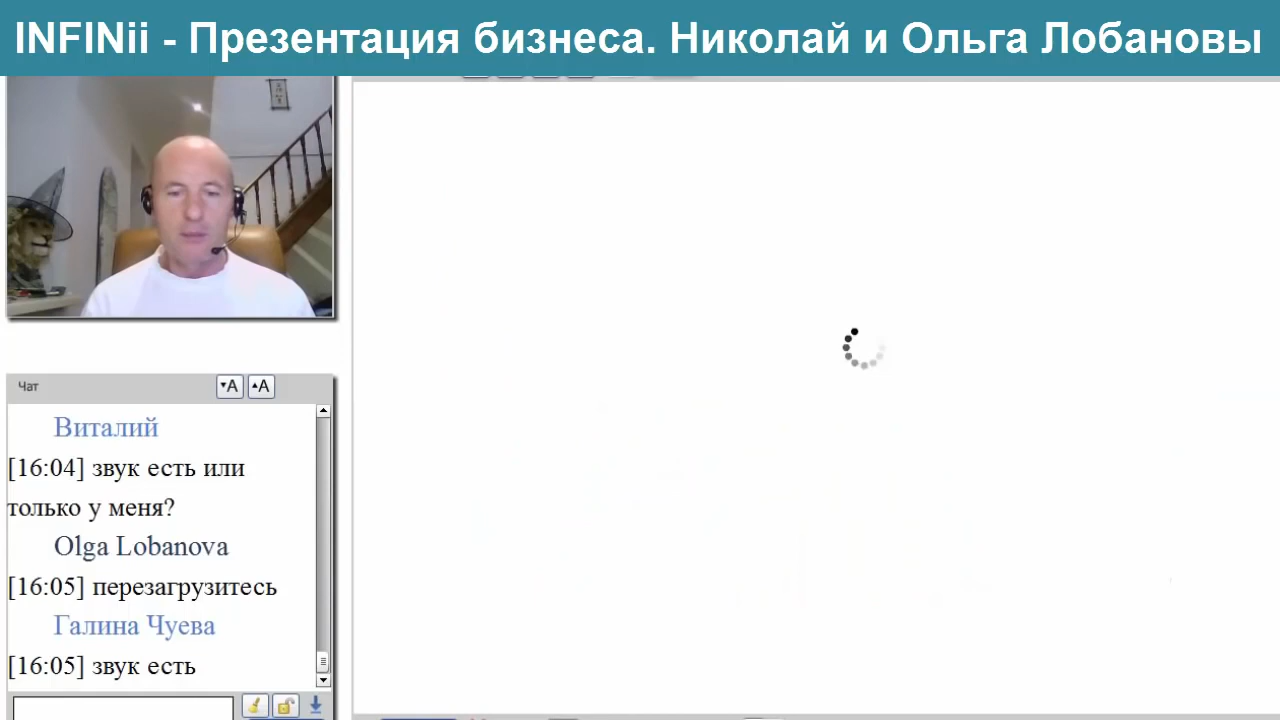 INFINii - Презентация бизнеса. Николай и Ольга Лобановы
Чат
A A
Виталий
[16:04] звук есть или
только у меня?
Olga Lobanova
[16:05] перезагрузитесь
Галина Чуева
[16:05] звук есть